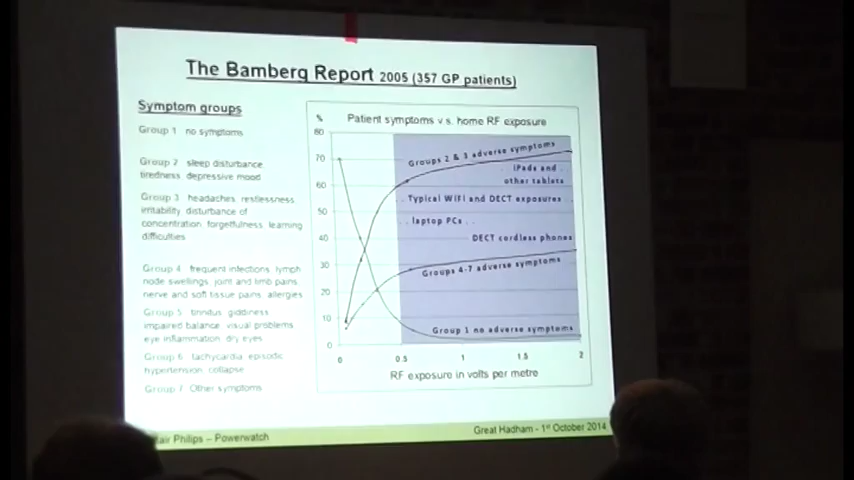 The Bamberg Report 2005 (357 GP patients)
Symptom groups
Group 1 no symptoms
Group 2 sleep disturbance
tiredness depressive mood
Group 3 headaches restlessness
irritability disturbance of
concentration forgetfulness learning
difficulties
Group 4 frequent infections lymph
node swellings joint and limb pains
nerve and soft tissue pains allergies
Group 5 tinnitus giddiness
impaired balance visual problems
eye inflammation dry eyes
Group 6 tachycardia episodic
hypertension collapse
Group 7 Other symptoms
Patient symptoms v s. home RF exposure
%
80
70
60
50
40
30
20
10
0
Groups 2 & 3 adverse symptoms
iPads and
other tablets
Typical WiFi and DECT exposures
laptop PCs
DECT cordless phones
Groups 4-7 adverse symptoms
Group 1 no adverse symptoms
0 0.5 1 1.5 2
RF exposure in volts per metre
Philips – Powerwatch
Great Hadham - 1st October 2014